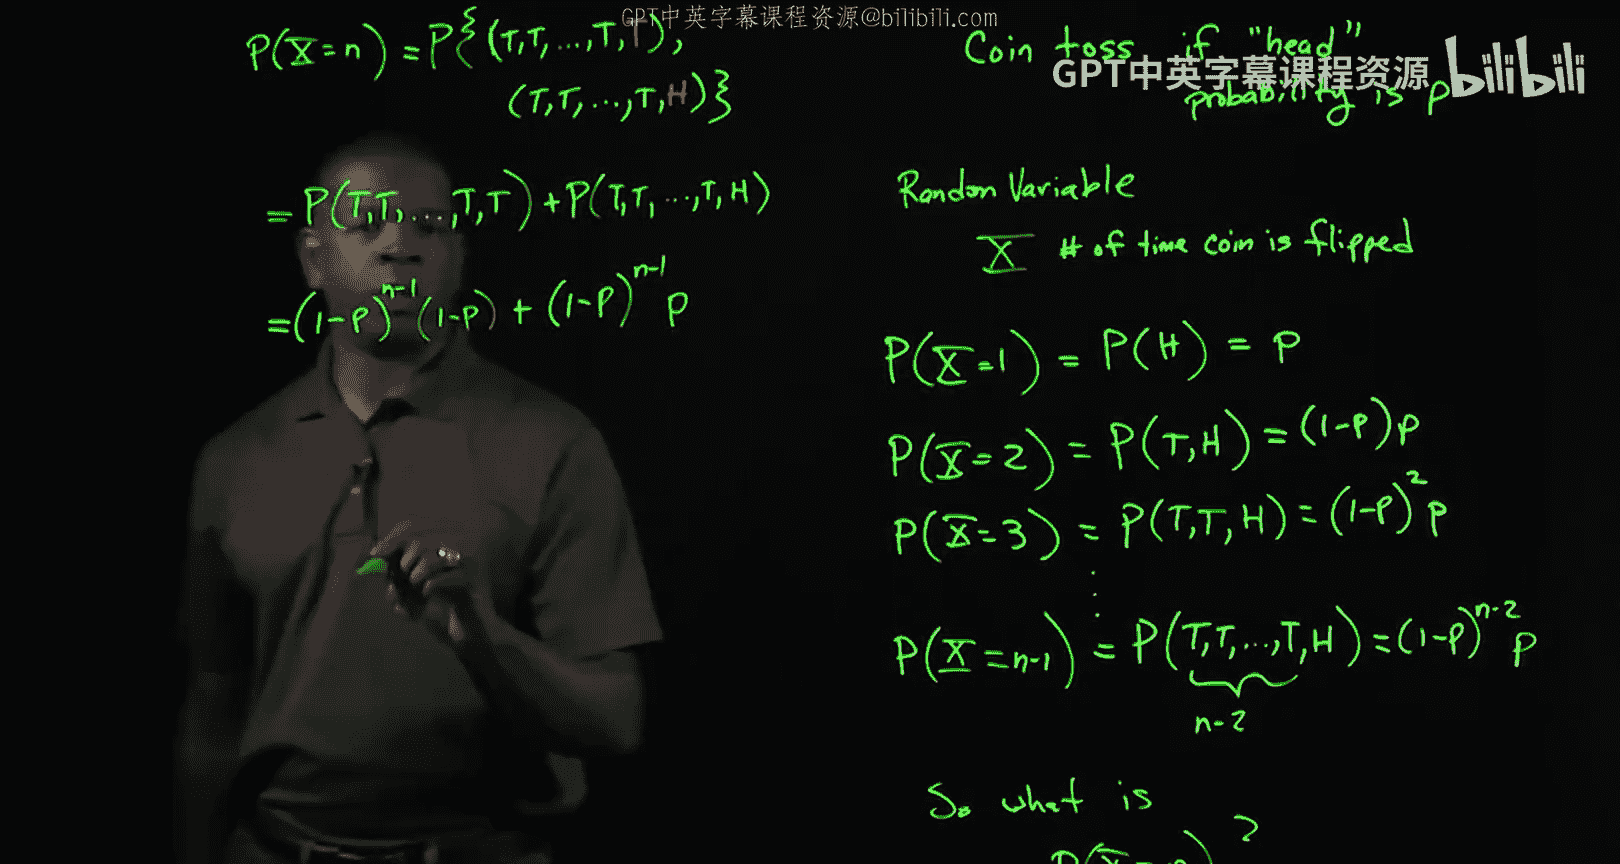 GPT中英字幕课程资源@bilibili.com
P(X=n) = P{(T,T,...,T,T),
(T,T,...,T,H)}
= P(T,T,...,T,T) + P(T,T,...,T,H)
= (1-P)^{n-1} (1-P) + (1-P)^{n-1} P
Coin toss if "head"
GPT中英字幕课程资源 bilibili
probability is p
Random Variable
X # of time coin is flipped
P(X=1) = P(H) = P
P(X=2) = P(T,H) = (1-P)P
P(X=3) = P(T,T,H) = (1-P)^2 P
⋮
P(X=n-1) = P(T,T,...,T,H) = (1-P)^{n-2} P
n-2
So what is
?